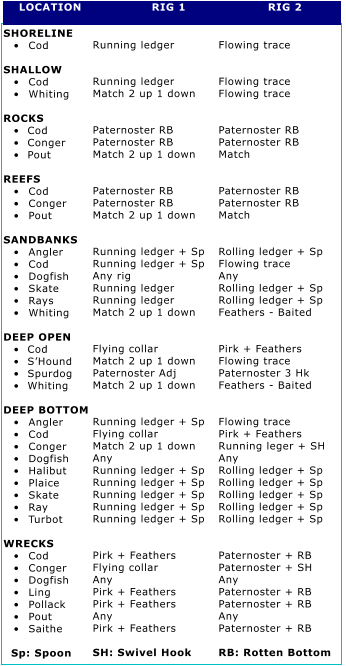 LOCATION RIG 1 RIG 2
SHORELINE
• Cod Running ledger Flowing trace
SHALLOW
• Cod Running ledger Flowing trace
• Whiting Match 2 up 1 down Flowing trace
ROCKS
• Cod Paternoster RB Paternoster RB
• Conger Paternoster RB Paternoster RB
• Pout Match 2 up 1 down Match
REEFS
• Cod Paternoster RB Paternoster RB
• Conger Paternoster RB Paternoster RB
• Pout Match 2 up 1 down Match
SANDBANKS
• Angler Running ledger + Sp Rolling ledger + Sp
• Cod Running ledger + Sp Flowing trace
• Dogfish Any rig Any
• Skate Running ledger Rolling ledger + Sp
• Rays Running ledger Rolling ledger + Sp
• Whiting Match 2 up 1 down Feathers - Baited
DEEP OPEN
• Cod Flying collar Pirk + Feathers
• S'Hound Match 2 up 1 down Flowing trace
• Spurdog Paternoster Adj Paternoster 3 Hk
• Whiting Match 2 up 1 down Feathers - Baited
DEEP BOTTOM
• Angler Running ledger + Sp Flowing trace
• Cod Flying collar Pirk + Feathers
• Conger Match 2 up 1 down Running leger + SH
• Dogfish Any Any
• Halibut Running ledger + Sp Rolling ledger + Sp
• Plaice Running ledger + Sp Rolling ledger + Sp
• Skate Running ledger + Sp Rolling ledger + Sp
• Ray Running ledger + Sp Rolling ledger + Sp
• Turbot Running ledger + Sp Rolling ledger + Sp
WRECKS
• Cod Pirk + Feathers Paternoster + RB
• Conger Flying collar Paternoster + SH
• Dogfish Any Any
• Ling Pirk + Feathers Paternoster + RB
• Pollack Pirk + Feathers Paternoster + RB
• Pout Any Any
• Saithe Pirk + Feathers Paternoster + RB
Sp: Spoon SH: Swivel Hook RB: Rotten Bottom